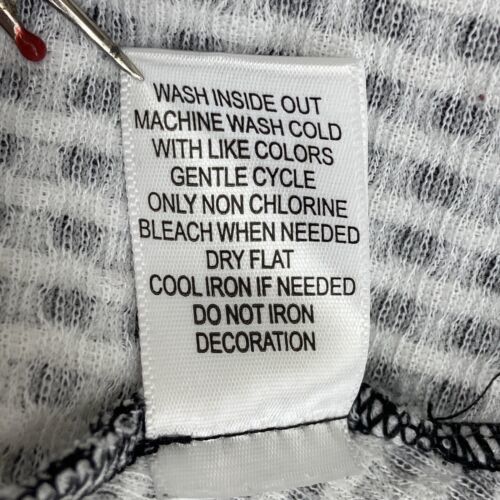 WASH INSIDE OUT
MACHINE WASH COLD
WITH LIKE COLORS
GENTLE CYCLE
ONLY NON CHLORINE
BLEACH WHEN NEEDED
DRY FLAT
COOL IRON IF NEEDED
DO NOT IRON
DECORATION